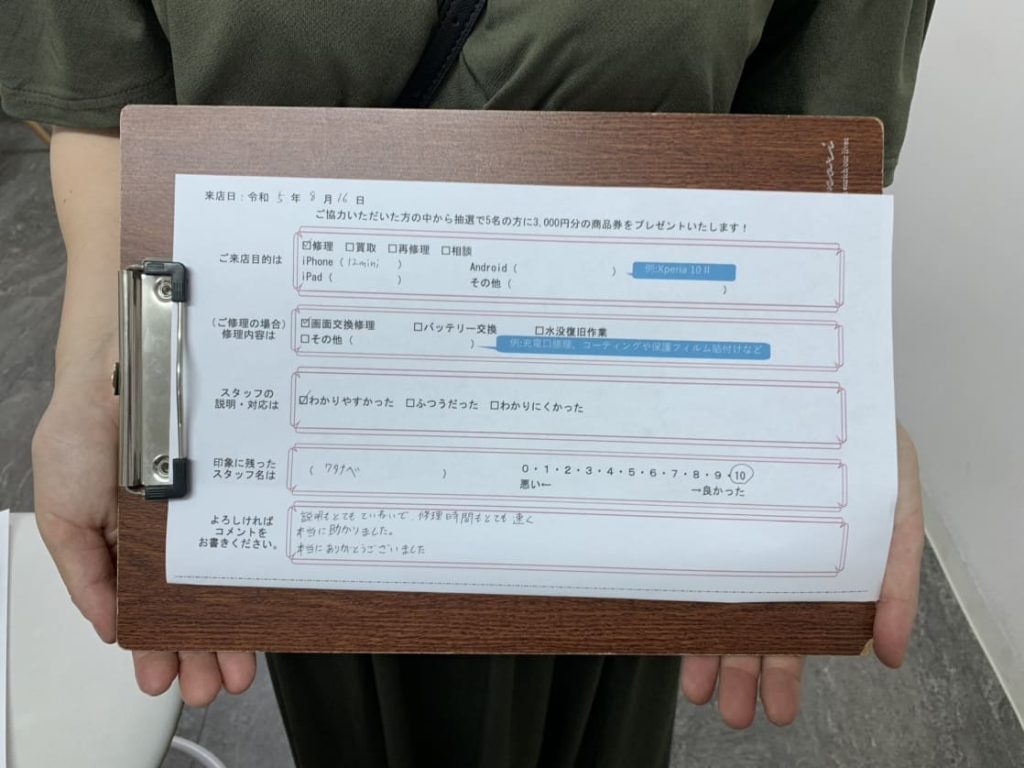 来店日：令和 5 年 8 月 16 日
ご協力いただいた方の中から抽選で5名の方に3,000円分の商品券をプレゼントいたします！
ご来店目的は
☑修理 □買取 □再修理 □相談
iPhone（12mini ） Android（ ） 例:Xperia 10 II
iPad（ ） その他（ ）
（ご修理の場合）
修理内容は
☑画面交換修理 □バッテリー交換 □水没復旧作業
□その他（ ） 例:充電口修理、コーティングや保護フィルム貼付けなど
スタッフの
説明・対応は
☑わかりやすかった □ふつうだった □わかりにくかった
印象に残った
スタッフ名は
（ ワタナベ ） 0・1・2・3・4・5・6・7・8・9・10
悪い← →良かった
よろしければ
コメントを
お書きください。
説明もとてもていねいで、修理時間もとても速く
本当に助かりました。
本当にありがとうございました